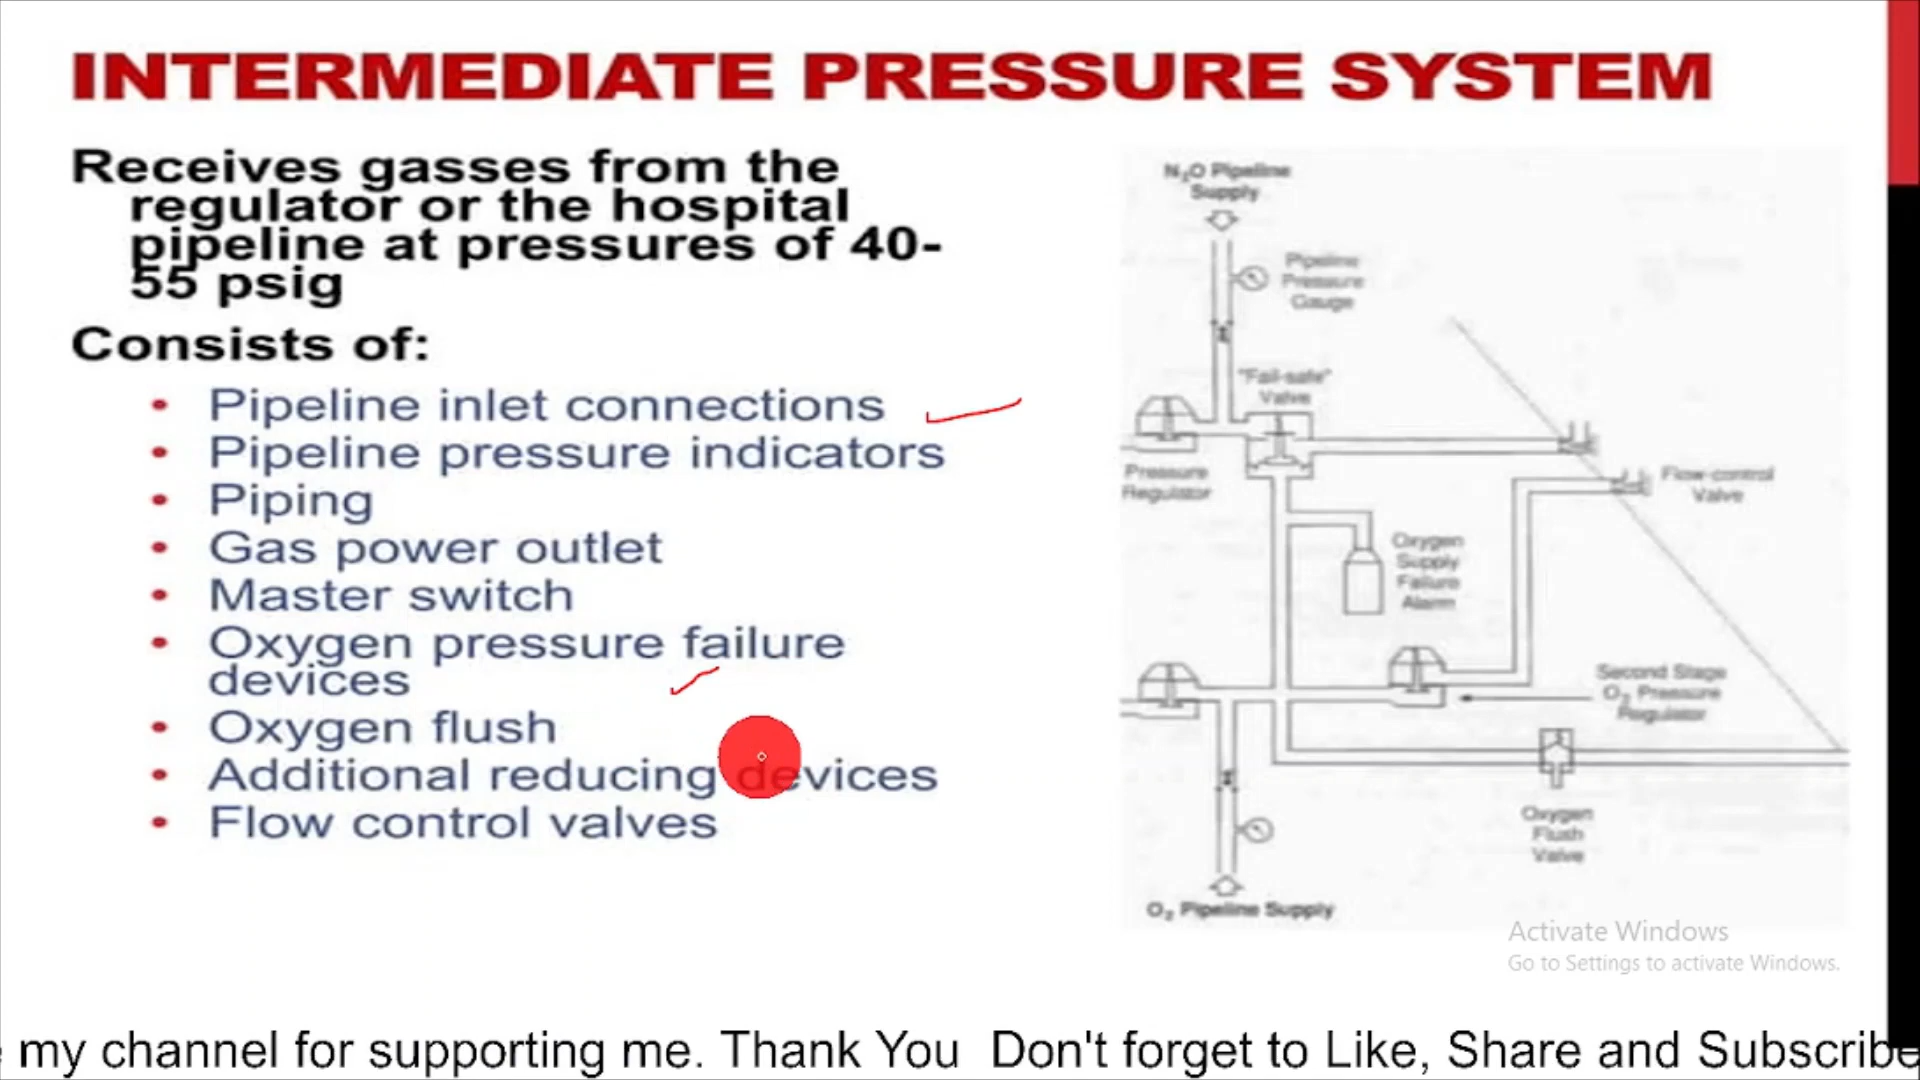 INTERMEDIATE PRESSURE SYSTEM
Receives gasses from the
regulator or the hospital
pipeline at pressures of 40-
55 psig
Consists of:
• Pipeline inlet connections
• Pipeline pressure indicators
• Piping
• Gas power outlet
• Master switch
• Oxygen pressure failure
devices
• Oxygen flush
• Additional reducing devices
• Flow control valves
N₂O Pipeline
Supply
Pipeline
Pressure
Gauge
"Fail-safe"
Valve
Pressure
Regulator
Flow-control
Valve
Oxygen
Supply
Failure
Alarm
Second Stage
O₂ Pressure
Regulator
Oxygen
Flush
Valve
O₂ Pipeline Supply
Activate Windows
Go to Settings to activate Windows.
my channel for supporting me. Thank You Don't forget to Like, Share and Subscribe